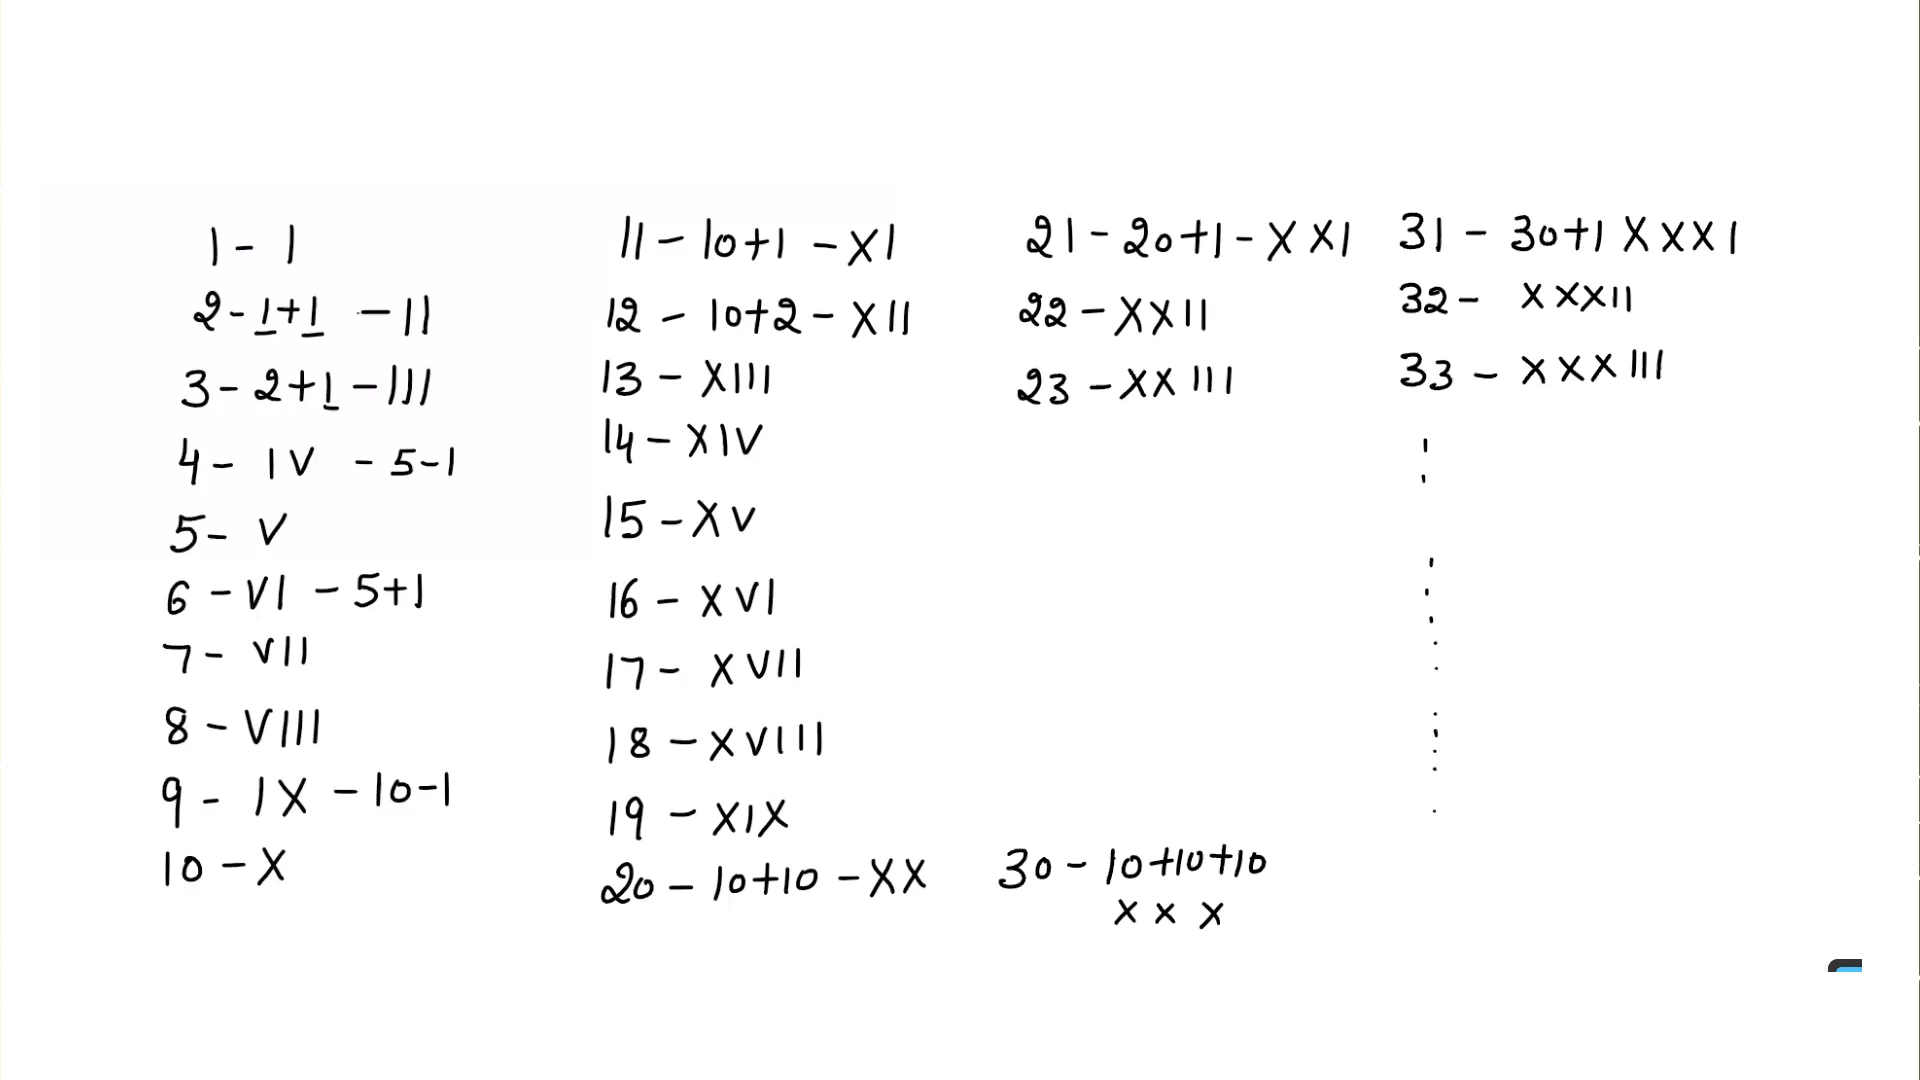 1 - I
2 - 1+1 - II
3 - 2+1 - III
4 - IV - 5-1
5 - V
6 - VI - 5+1
7 - VII
8 - VIII
9 - IX - 10-1
10 - X
11 - 10+1 - XI
12 - 10+2 - XII
13 - XIII
14 - XIV
15 - XV
16 - XVI
17 - XVII
18 - XVIII
19 - XIX
20 - 10+10 - XX
21 - 20+1 - XXI
22 - XXII
23 - XXIII
30 - 10+10+10
X X X
31 - 30+1 XXXI
32 - XXXII
33 - XXXIII